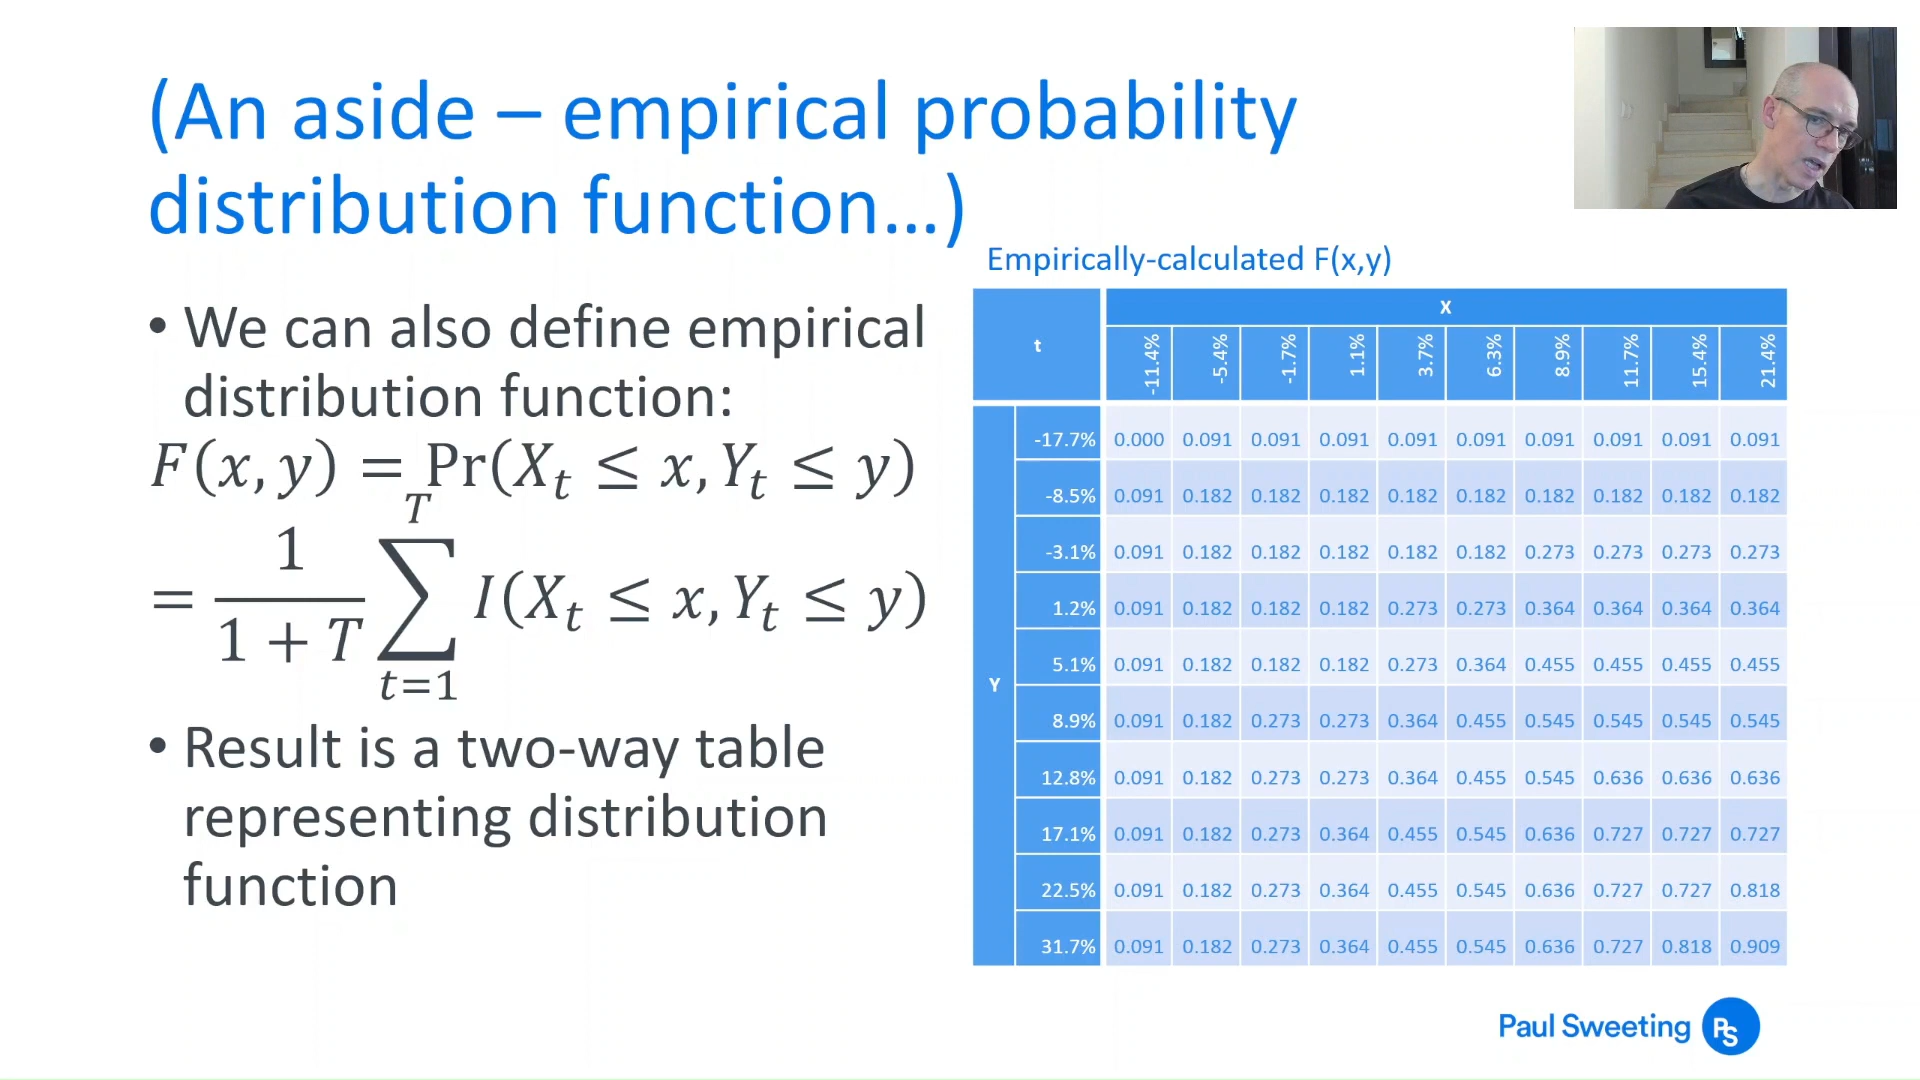 (An aside – empirical probability
distribution function...)
• We can also define empirical
distribution function:
F(x, y) = Pr(X_t ≤ x, Y_t ≤ y)
= \frac{1}{1 + T} \sum_{t=1}^{T} I(X_t ≤ x, Y_t ≤ y)
• Result is a two-way table
representing distribution
function
Empirically-calculated F(x,y)
X
t -11.4% -5.4% -1.7% 1.1% 3.7% 6.3% 8.9% 11.7% 15.4% 21.4%
Y
-17.7% 0.000 0.091 0.091 0.091 0.091 0.091 0.091 0.091 0.091 0.091
-8.5% 0.091 0.182 0.182 0.182 0.182 0.182 0.182 0.182 0.182 0.182
-3.1% 0.091 0.182 0.182 0.182 0.182 0.182 0.273 0.273 0.273 0.273
1.2% 0.091 0.182 0.182 0.182 0.273 0.273 0.364 0.364 0.364 0.364
5.1% 0.091 0.182 0.182 0.182 0.273 0.364 0.455 0.455 0.455 0.455
8.9% 0.091 0.182 0.273 0.273 0.364 0.455 0.545 0.545 0.545 0.545
12.8% 0.091 0.182 0.273 0.273 0.364 0.455 0.545 0.636 0.636 0.636
17.1% 0.091 0.182 0.273 0.364 0.455 0.545 0.636 0.727 0.727 0.727
22.5% 0.091 0.182 0.273 0.364 0.455 0.545 0.636 0.727 0.727 0.818
31.7% 0.091 0.182 0.273 0.364 0.455 0.545 0.636 0.727 0.818 0.909
Paul Sweeting PS